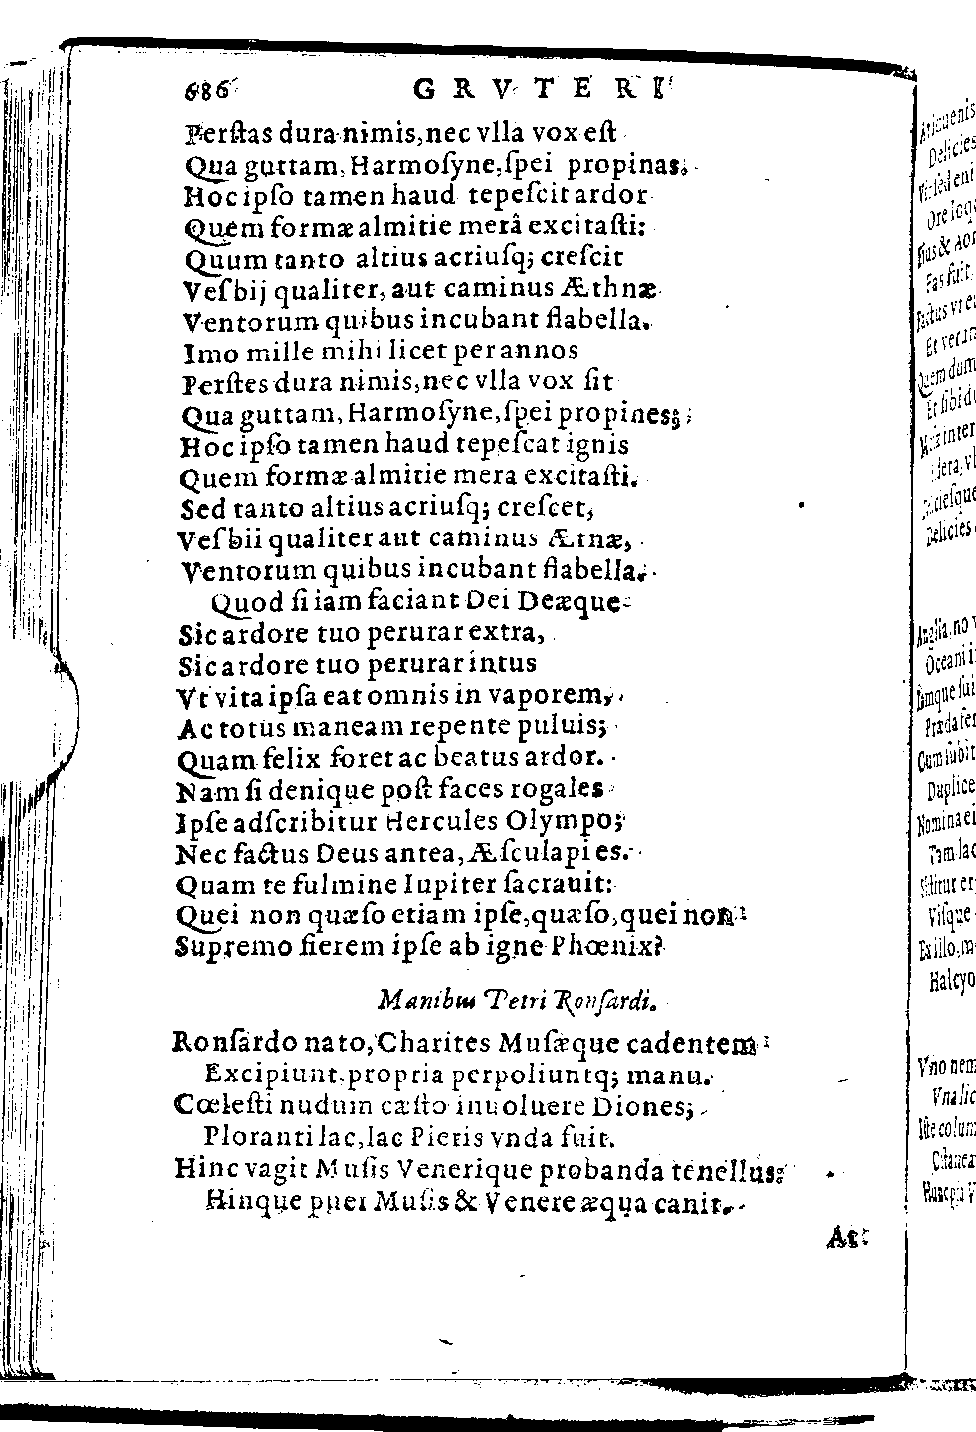 686 GRVTERI
Perſtas dura nimis, nec vlla vox eſt
Qua guttam, Harmoſyne, ſpei propinas.
Hoc ipſo tamen haud tepeſcit ardor
Quem formæ almitie merâ excitaſti:
Quum tanto altius acriuſq; creſcit
Veſbij qualiter, aut caminus Æthnæ
Ventorum quibus incubant flabella.
Imo mille mihi licet per annos
Perſtes dura nimis, nec vlla vox ſit
Qua guttam, Harmoſyne, ſpei propines;
Hoc ipſo tamen haud tepeſcat ignis
Quem formæ almitie mera excitaſti.
Sed tanto altius acriuſq; creſcet,
Veſbii qualiter aut caminus Ætnæ,
Ventorum quibus incubant flabella.
Quod ſi iam faciant Dei Deæque
Sic ardore tuo perurar extra,
Sic ardore tuo perurar intus
Vt vita ipſa eat omnis in vaporem,
Ac totus maneam repente puluis;
Quam felix foret ac beatus ardor.
Nam ſi denique poſt faces rogales
Ipſe adſcribitur Hercules Olympo;
Nec factus Deus antea, Æſculapi es.
Quam te fulmine Iupiter ſacrauit:
Quei non quæſo etiam ipſe, quæſo, quei non
Supremo fierem ipſe ab igne Phœnix?
Manibus Petri Ronſardi.
Ronſardo nato, Charites Muſæque cadentem
Excipiunt, propria perpoliuntq; manu.
Cœleſti nudum cæſto inuoluere Diones;
Ploranti lac, lac Pieris vnda fuit.
Hinc vagit Muſis Venerique probanda tenellus:
Hinque puer Muſis & Venere æqua canit.
At